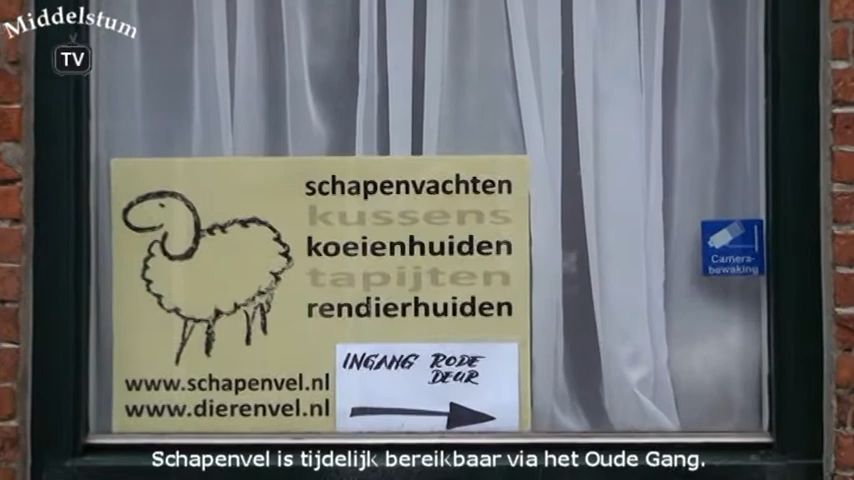 Middelstum
TV
schapenvachten
kussens
koeienhuiden
tapijten
rendierhuiden
INGANG RODE
DEUR
www.schapenvel.nl
www.dierenvel.nl
Camera-
bewaking
Schapenvel is tijdelijk bereikbaar via het Oude Gang.